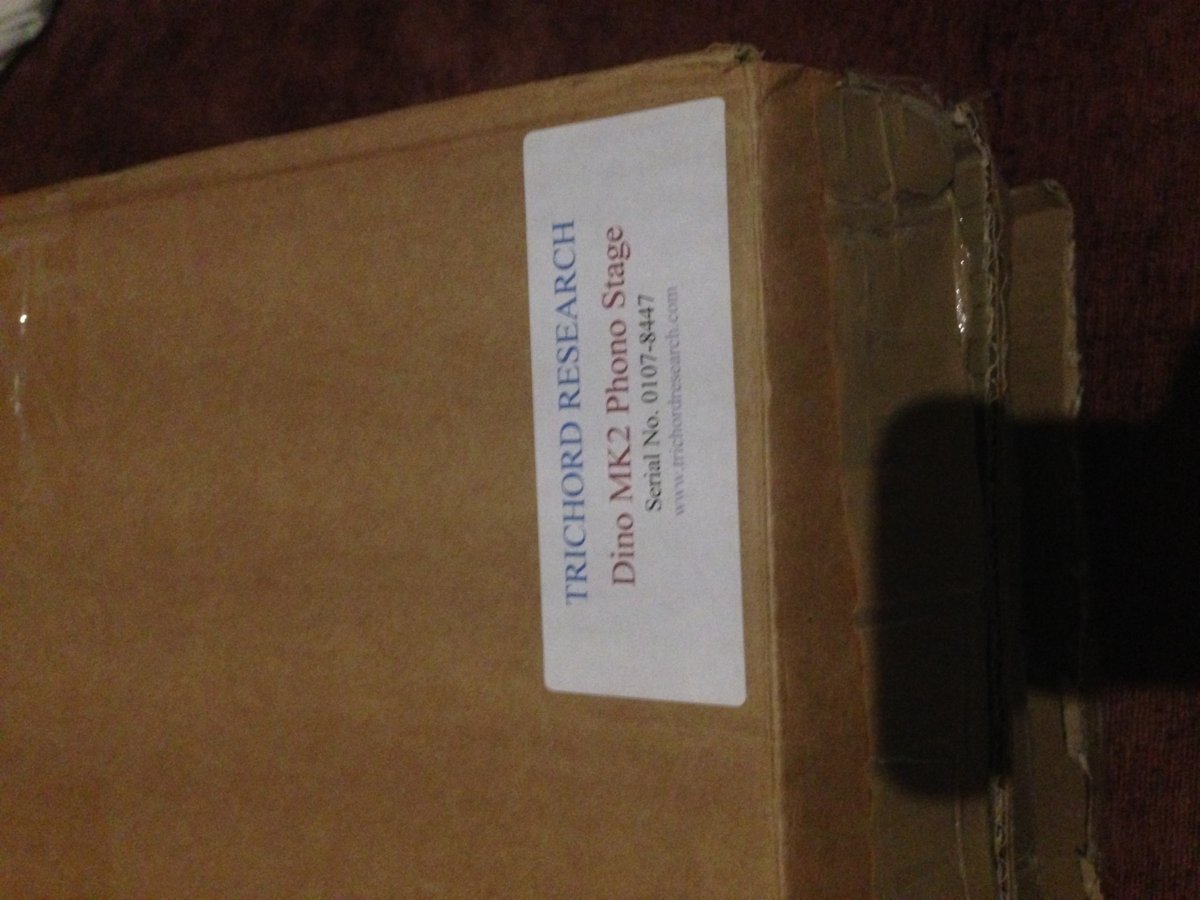 TRICHORD RESEARCH
Dino MK2 Phono Stage
Serial No. 0107-8447
www.trichordresearch.com